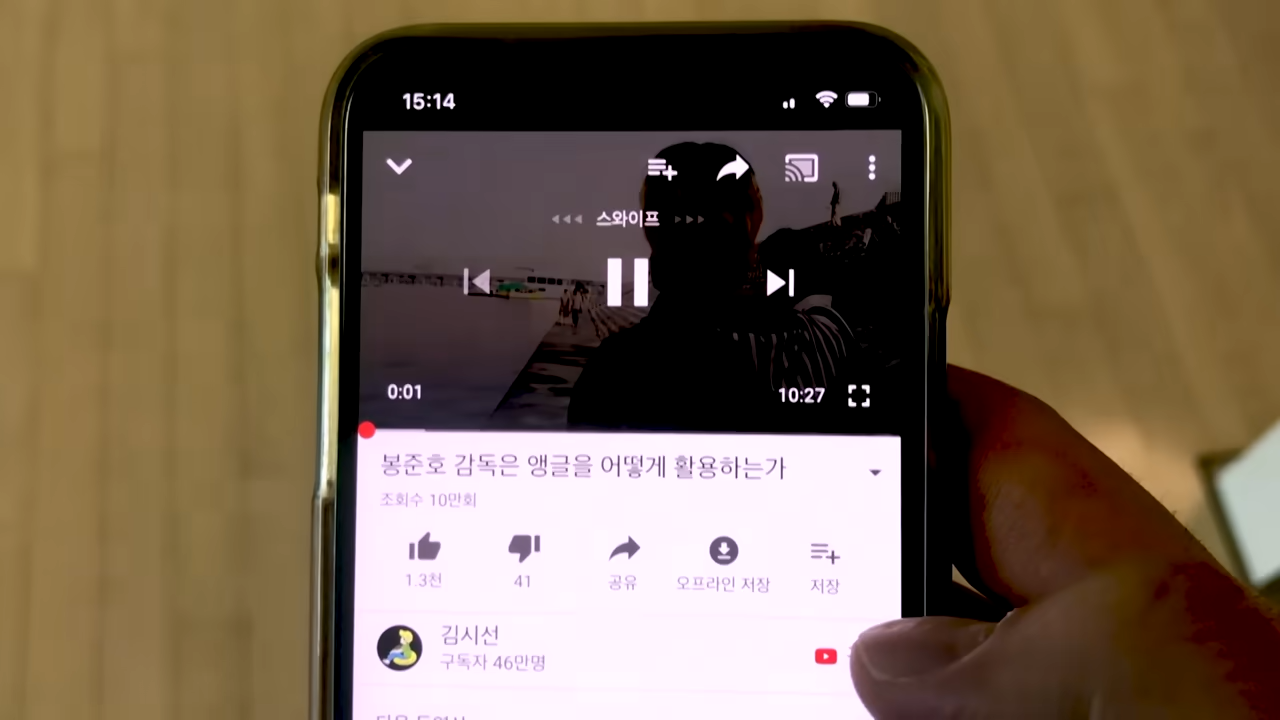 15:14
스와이프
0:01
10:27
봉준호 감독은 앵글을 어떻게 활용하는가
조회수 10만회
1.3천
41
공유
오프라인 저장
저장
김시선
구독자 46만명